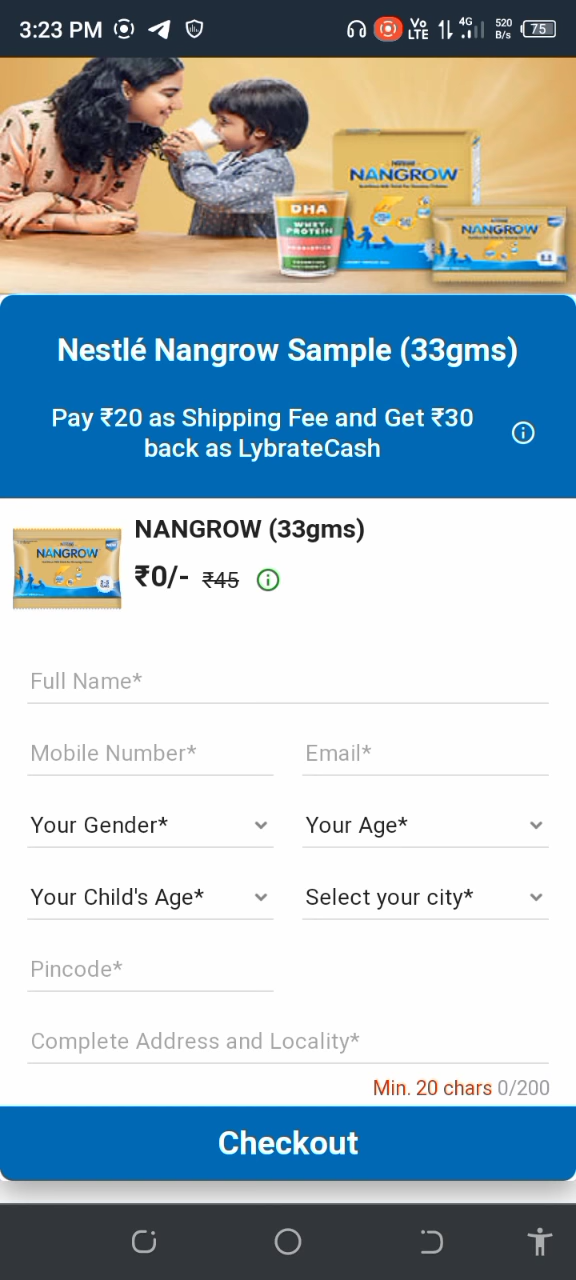 3:23 PM
Vo LTE 4G 520 B/s 75
NANGROW
DHA
WHEY PROTEIN
NANGROW
Nestlé Nangrow Sample (33gms)
Pay ₹20 as Shipping Fee and Get ₹30
back as LybrateCash
NANGROW (33gms)
NANGROW
₹0/- ₹45
Full Name*
Mobile Number* Email*
Your Gender* Your Age*
Your Child's Age* Select your city*
Pincode*
Complete Address and Locality*
Min. 20 chars 0/200
Checkout